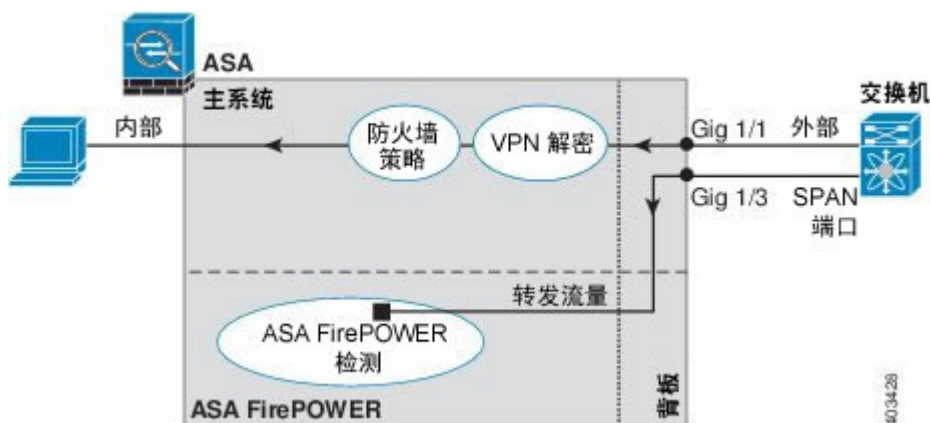 ASA
主系统
交换机
内部
防火墙
策略
VPN 解密
Gig 1/1 外部
Gig 1/3 SPAN
端口
转发流量
ASA FirePOWER
检测
背板
ASA FirePOWER
403428